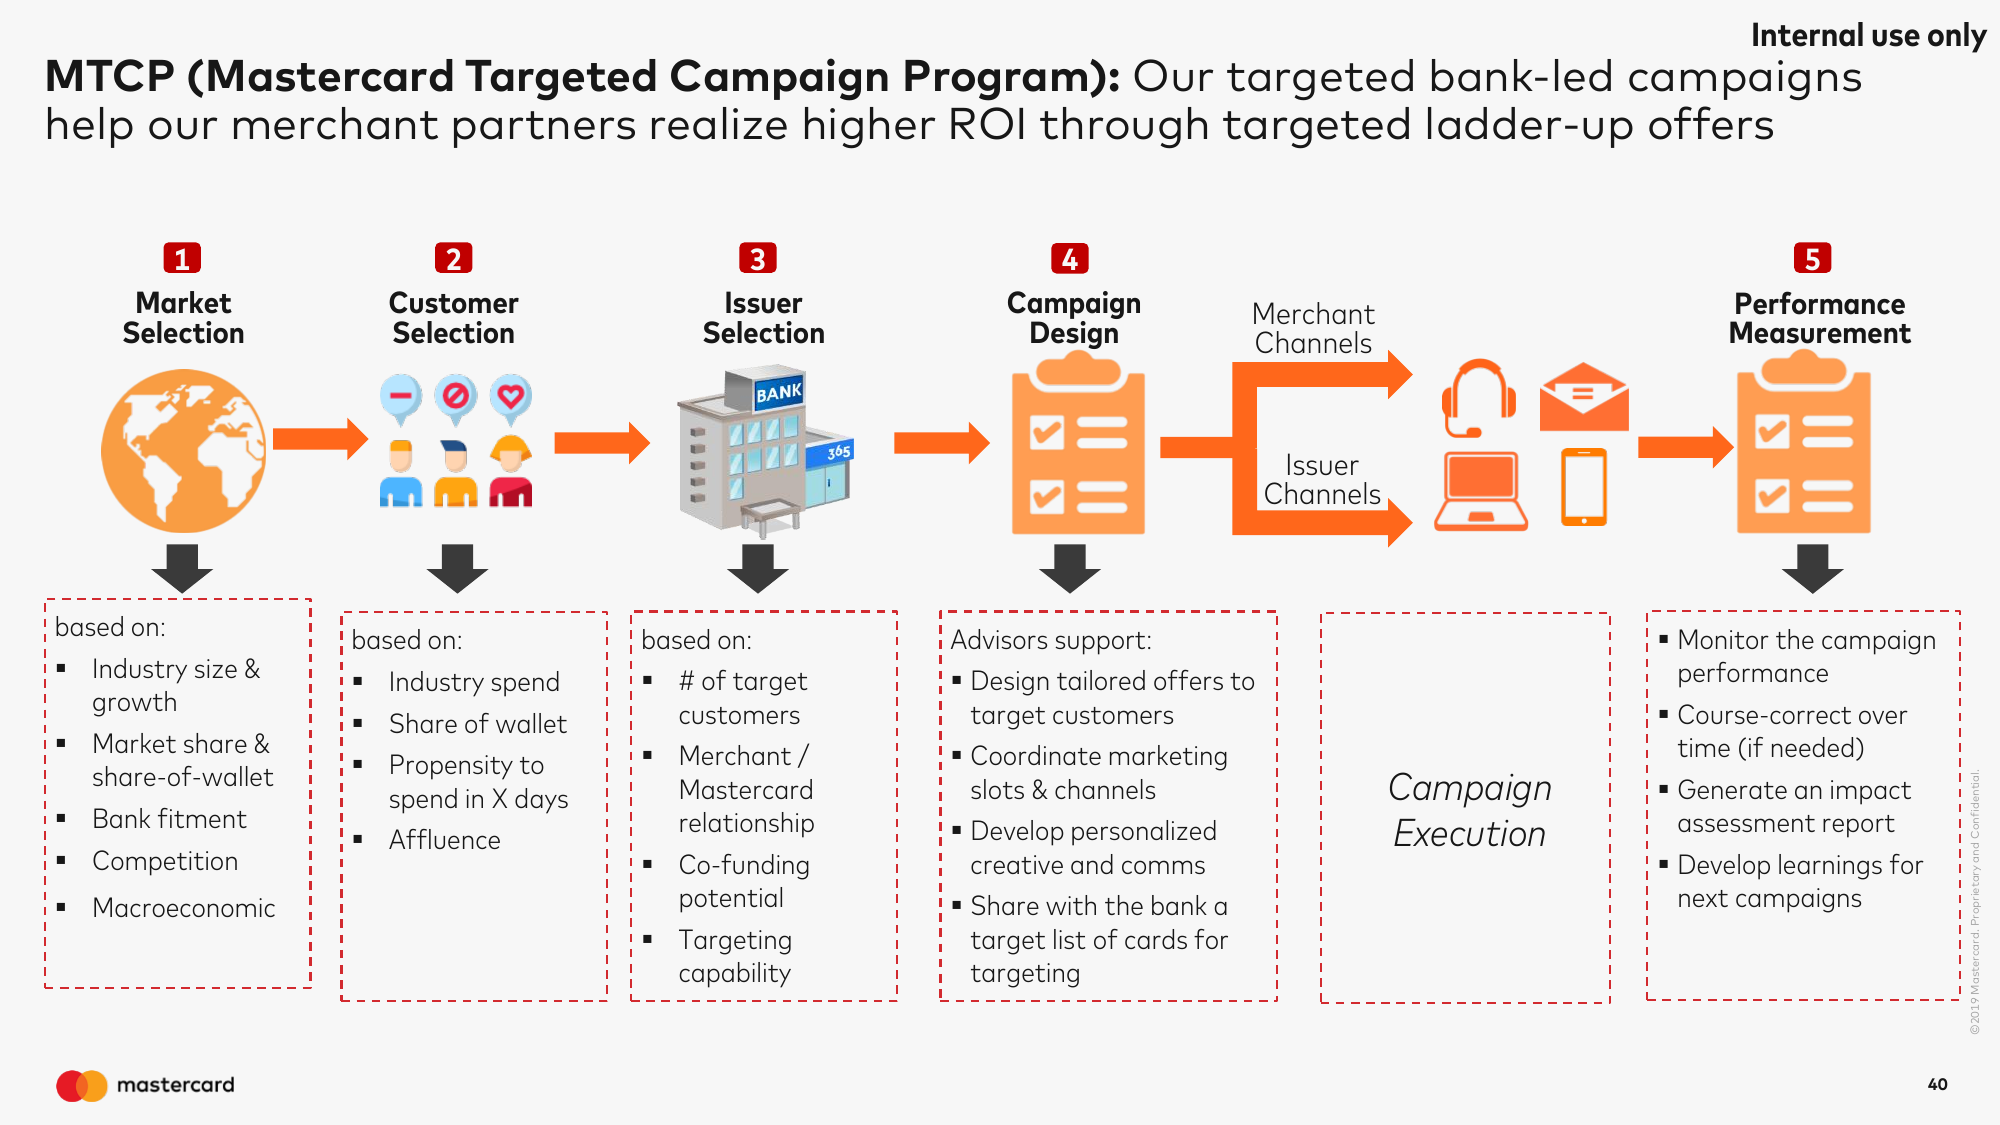 Internal use only
MTCP (Mastercard Targeted Campaign Program): Our targeted bank-led campaigns
help our merchant partners realize higher ROI through targeted ladder-up offers
1
Market
Selection
2
Customer
Selection
3
Issuer
Selection
4
Campaign
Design
Merchant
Channels
Issuer
Channels
5
Performance
Measurement
BANK
365
based on:
▪ Industry size &
growth
▪ Market share &
share-of-wallet
▪ Bank fitment
▪ Competition
▪ Macroeconomic
based on:
▪ Industry spend
▪ Share of wallet
▪ Propensity to
spend in X days
▪ Affluence
based on:
▪ # of target
customers
▪ Merchant /
Mastercard
relationship
▪ Co-funding
potential
▪ Targeting
capability
Advisors support:
▪ Design tailored offers to
target customers
▪ Coordinate marketing
slots & channels
▪ Develop personalized
creative and comms
▪ Share with the bank a
target list of cards for
targeting
Campaign
Execution
▪ Monitor the campaign
performance
▪ Course-correct over
time (if needed)
▪ Generate an impact
assessment report
▪ Develop learnings for
next campaigns
©2019 Mastercard. Proprietary and Confidential.
mastercard
40